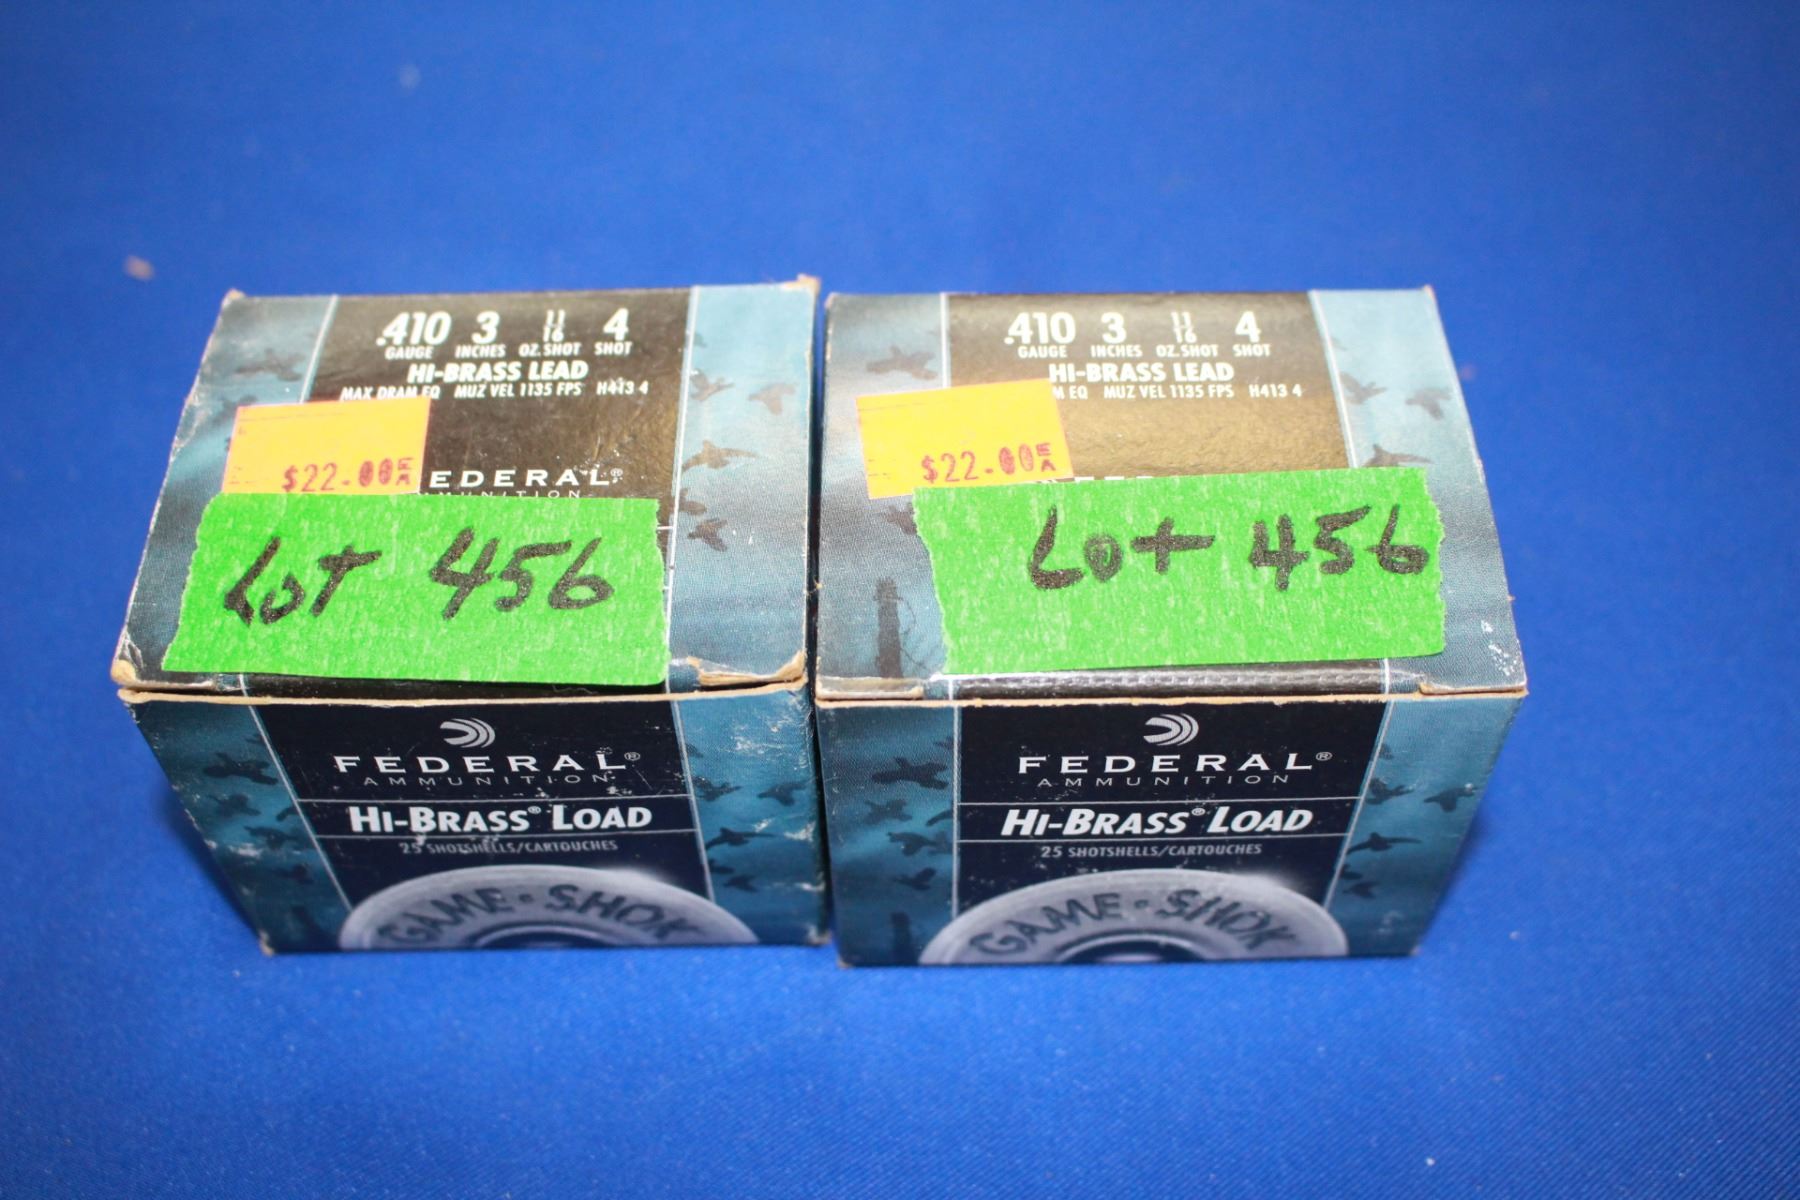 .410 3 11/16 4
GAUGE INCHES OZ. SHOT SHOT
HI-BRASS LEAD
MAX DRAM EQ MUZ VEL 1135 FPS H413 4
$22.00 EA
EDERAL®
Lot 456
FEDERAL®
AMMUNITION
HI-BRASS® LOAD
25 SHOTSHELLS/CARTOUCHES
GAME-SHOK
.410 3 11/16 4
GAUGE INCHES OZ. SHOT SHOT
HI-BRASS LEAD
M EQ MUZ VEL 1135 FPS H413 4
$22.00 EA
Lot 456
FEDERAL®
AMMUNITION
HI-BRASS® LOAD
25 SHOTSHELLS/CARTOUCHES
GAME-SHOK